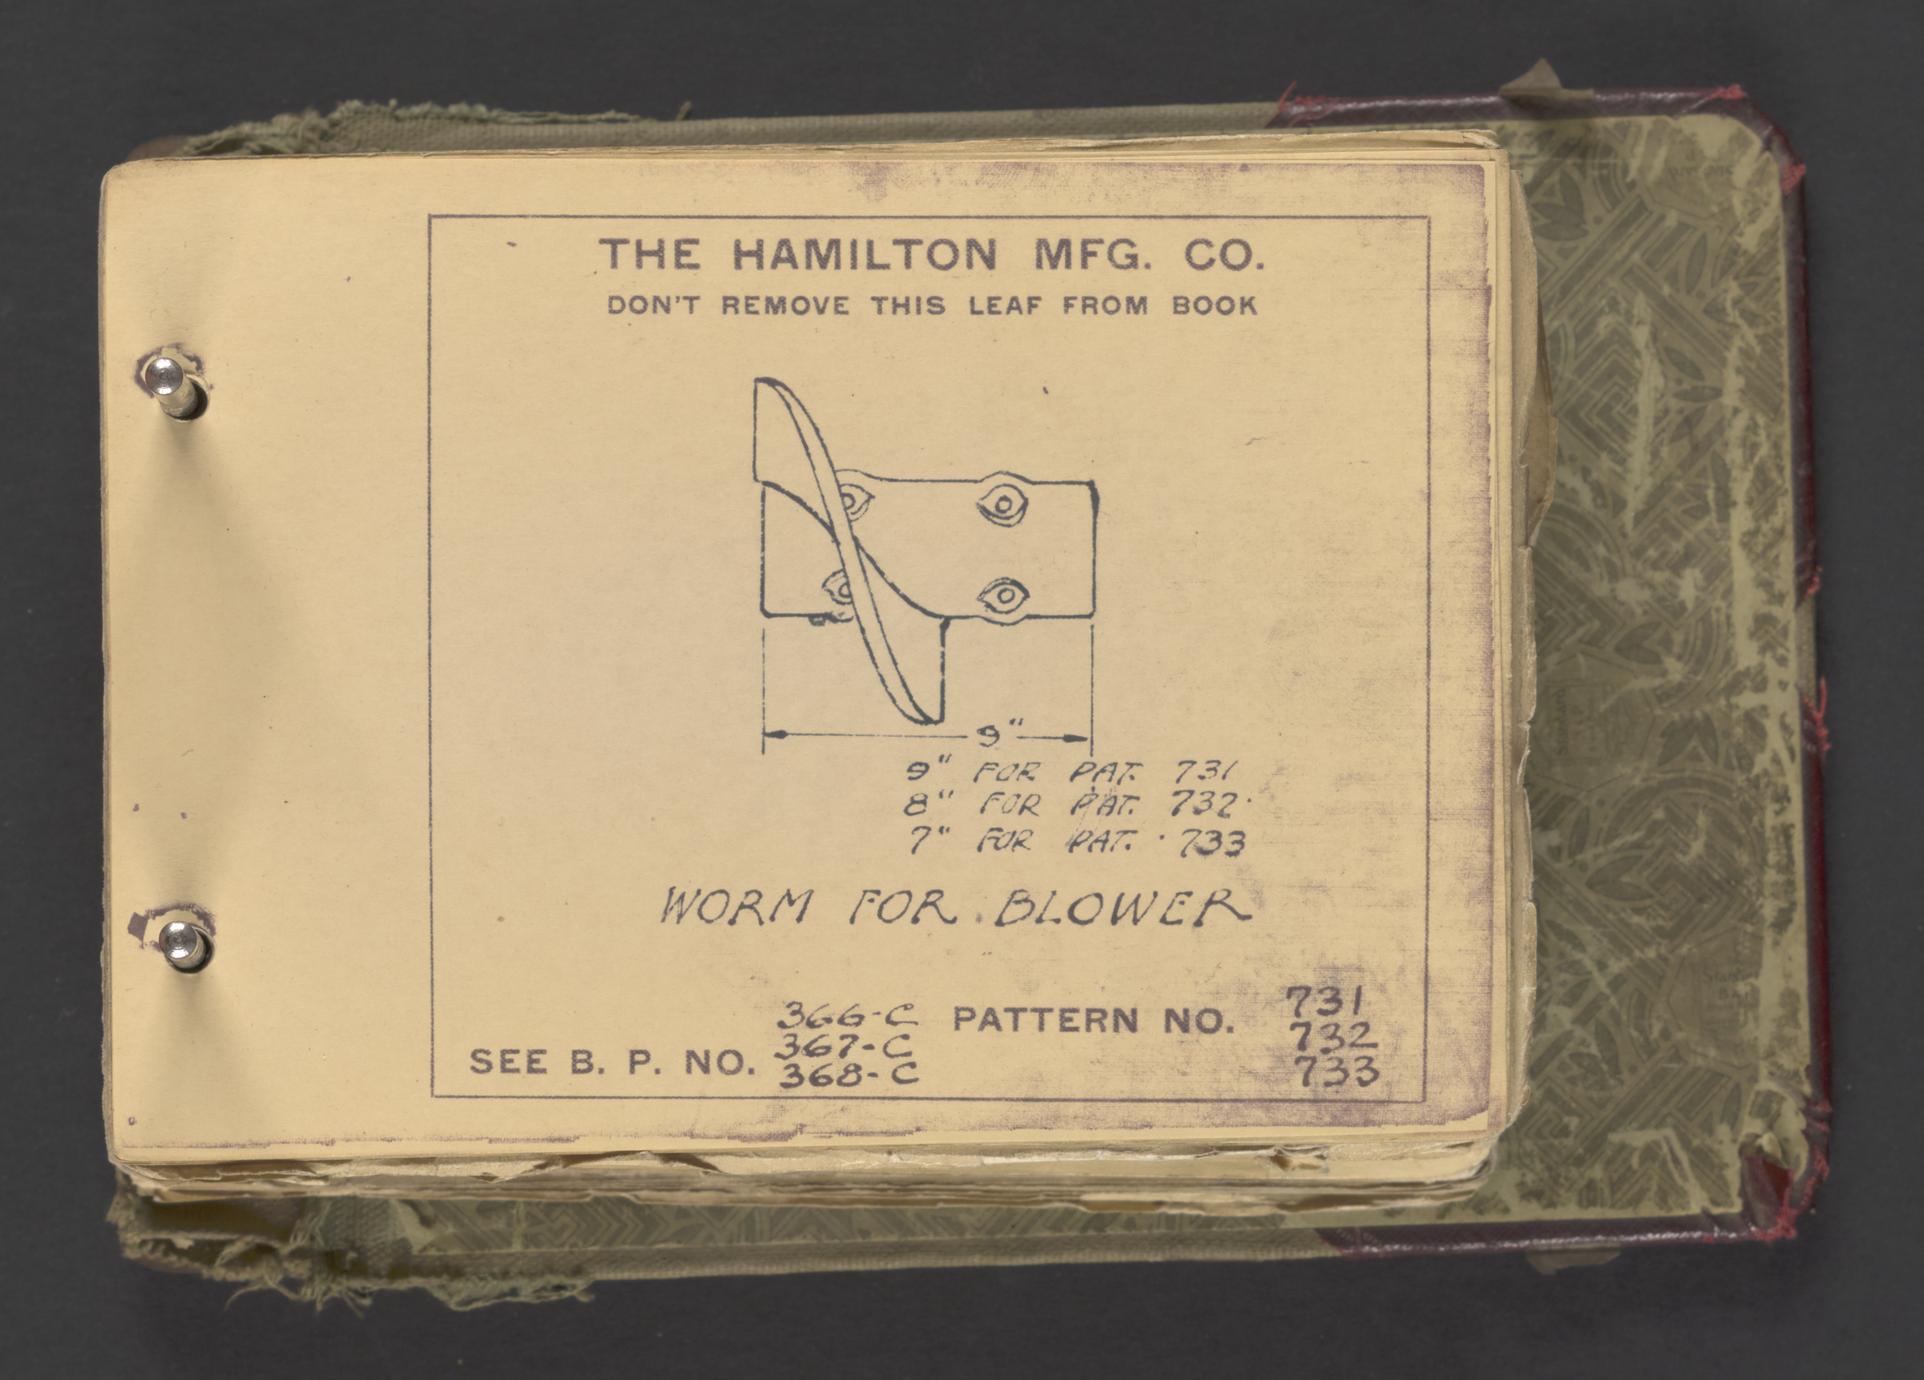 THE HAMILTON MFG. CO.
DON'T REMOVE THIS LEAF FROM BOOK
9"
9" FOR PAT. 731
8" FOR PAT. 732
7" FOR PAT. 733
WORM FOR BLOWER
SEE B. P. NO. 366-C
367-C
368-C
PATTERN NO. 731
732
733